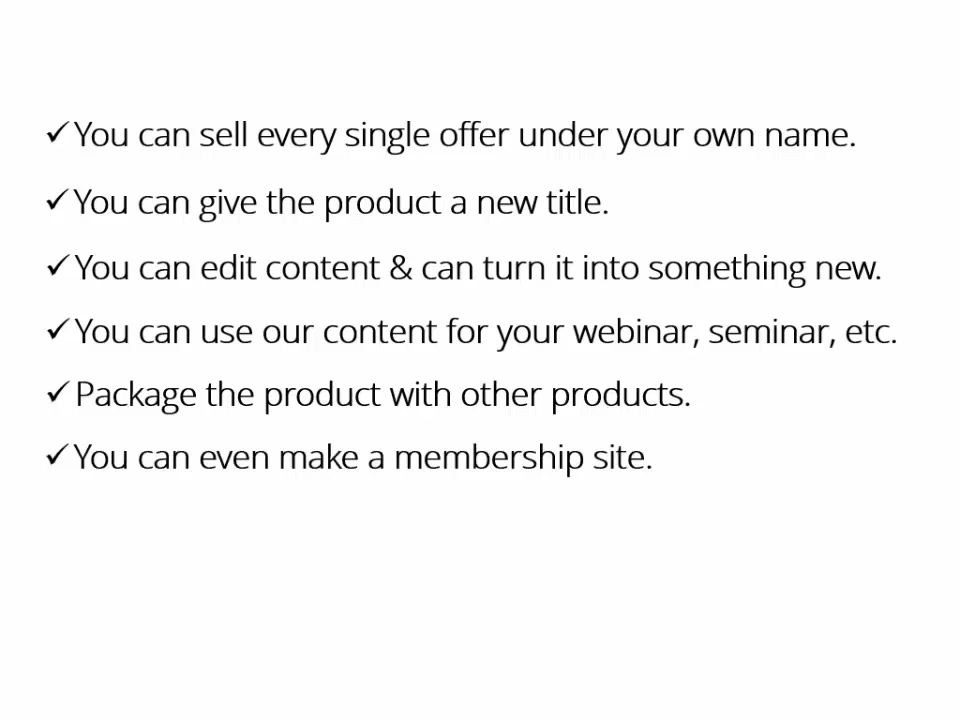 ✓You can sell every single offer under your own name.
✓You can give the product a new title.
✓You can edit content & can turn it into something new.
✓You can use our content for your webinar, seminar, etc.
✓Package the product with other products.
✓You can even make a membership site.